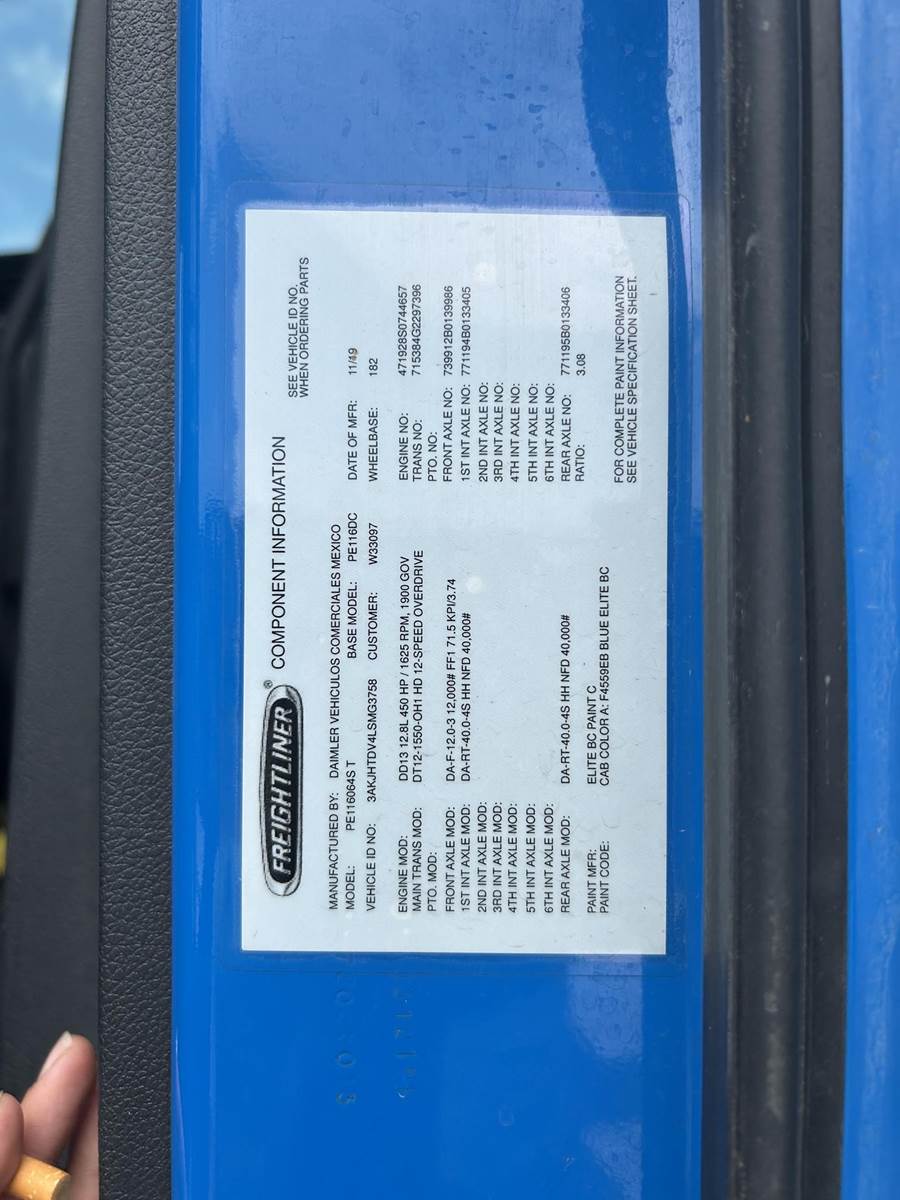 FREIGHTLINER® COMPONENT INFORMATION
SEE VEHICLE ID NO.
WHEN ORDERING PARTS
MANUFACTURED BY: DAIMLER VEHICULOS COMERCIALES MEXICO
MODEL: PE116064S T BASE MODEL: PE116DC DATE OF MFR: 11/49
VEHICLE ID NO: 3AKJHTDV4LSMG3758 CUSTOMER: W33097 WHEELBASE: 182
ENGINE MOD: DD13 12.8L 450 HP / 1625 RPM, 1900 GOV ENGINE NO: 471928S0744657
MAIN TRANS MOD: DT12-1550-OH1 HD 12-SPEED OVERDRIVE TRANS NO: 715384G2297396
PTO. MOD: PTO. NO:
FRONT AXLE MOD: DA-F-12.0-3 12,000# FF1 71.5 KPI/3.74 FRONT AXLE NO: 739912B0139986
1ST INT AXLE MOD: DA-RT-40.0-4S HH NFD 40,000# 1ST INT AXLE NO: 771194B0133405
2ND INT AXLE MOD: 2ND INT AXLE NO:
3RD INT AXLE MOD: 3RD INT AXLE NO:
4TH INT AXLE MOD: 4TH INT AXLE NO:
5TH INT AXLE MOD: 5TH INT AXLE NO:
6TH INT AXLE MOD: 6TH INT AXLE NO:
REAR AXLE MOD: DA-RT-40.0-4S HH NFD 40,000# REAR AXLE NO: 771195B0133406
RATIO: 3.08
PAINT MFR: ELITE BC PAINT C
PAINT CODE: CAB COLOR A: F4559EB BLUE ELITE BC
FOR COMPLETE PAINT INFORMATION
SEE VEHICLE SPECIFICATION SHEET.